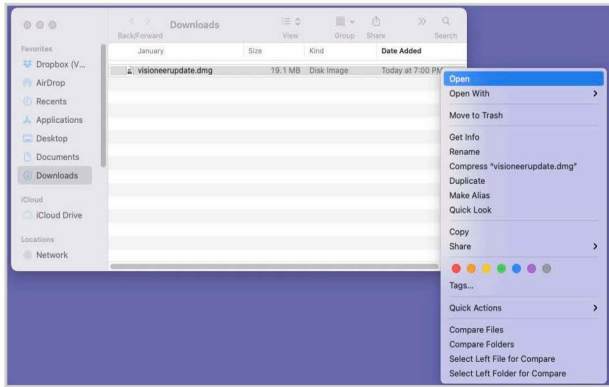 Downloads
Back/Forward View Group Share Search
Favorites
Dropbox (V...
AirDrop
Recents
Applications
Desktop
Documents
Downloads
iCloud
iCloud Drive
Locations
Network
January Size Kind Date Added
visioneerupdate.dmg 19.1 MB Disk Image Today at 7:00 PM
Open
Open With
Move to Trash
Get Info
Rename
Compress "visioneerupdate.dmg"
Duplicate
Make Alias
Quick Look
Copy
Share
Tags...
Quick Actions
Compare Files
Compare Folders
Select Left File for Compare
Select Left Folder for Compare